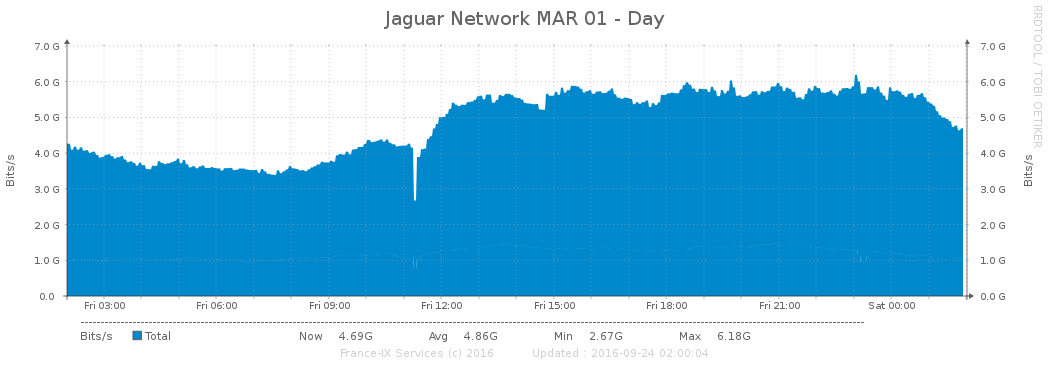 Jaguar Network MAR 01 - Day
RRDTOOL / TOBI OETIKER
7.0 G 7.0 G
6.0 G 6.0 G
5.0 G 5.0 G
4.0 G 4.0 G
3.0 G 3.0 G
2.0 G 2.0 G
1.0 G 1.0 G
0.0 0.0 G
Bits/s
Bits/s
Fri 03:00 Fri 06:00 Fri 09:00 Fri 12:00 Fri 15:00 Fri 18:00 Fri 21:00 Sat 00:00
Bits/s Total Now 4.69G Avg 4.86G Min 2.67G Max 6.18G
France-IX Services (c) 2016 Updated : 2016-09-24 02:00:04